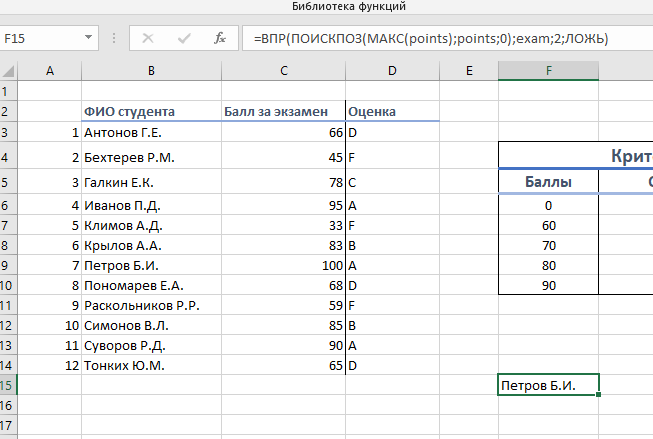 Библиотека функций
F15 fx =ВПР(ПОИСКПОЗ(МАКС(points);points;0);exam;2;ЛОЖЬ)
A B C D E F
1
2 ФИО студента Балл за экзамен Оценка
3 1 Антонов Г.Е. 66 D
4 2 Бехтерев Р.М. 45 F Крит
5 3 Галкин Е.К. 78 C Баллы
6 4 Иванов П.Д. 95 A 0
7 5 Климов А.Д. 33 F 60
8 6 Крылов А.А. 83 B 70
9 7 Петров Б.И. 100 A 80
10 8 Пономарев Е.А. 68 D 90
11 9 Раскольников Р.Р. 59 F
12 10 Симонов В.Л. 85 B
13 11 Суворов Р.Д. 90 A
14 12 Тонких Ю.М. 65 D
15 Петров Б.И.
16
17